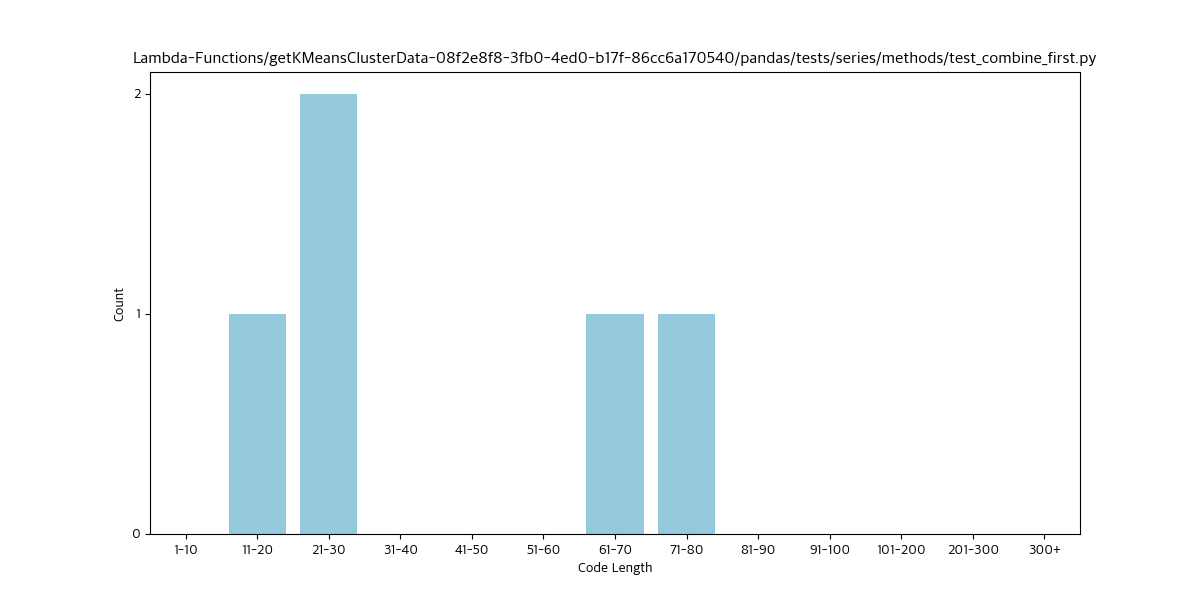 Lambda-Functions/getKMeansClusterData-08f2e8f8-3fb0-4ed0-b17f-86cc6a170540/pandas/tests/series/methods/test_combine_first.py
2
1
0
Count
1-10 11-20 21-30 31-40 41-50 51-60 61-70 71-80 81-90 91-100 101-200 201-300 300+
Code Length